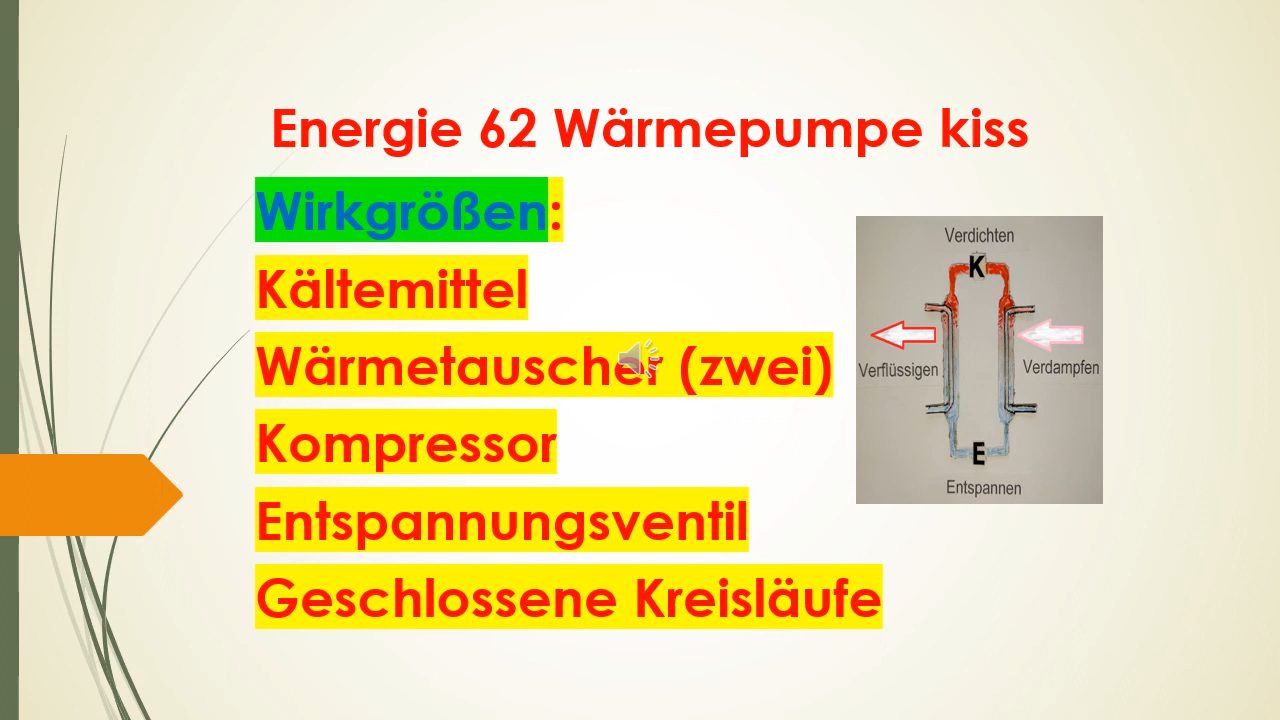 Energie 62 Wärmepumpe kiss
Wirkgrößen:
Kältemittel
Wärmetauscher (zwei)
Kompressor
Entspannungsventil
Geschlossene Kreisläufe
Verdichten
K
Verflüssigen
Verdampfen
E
Entspannen